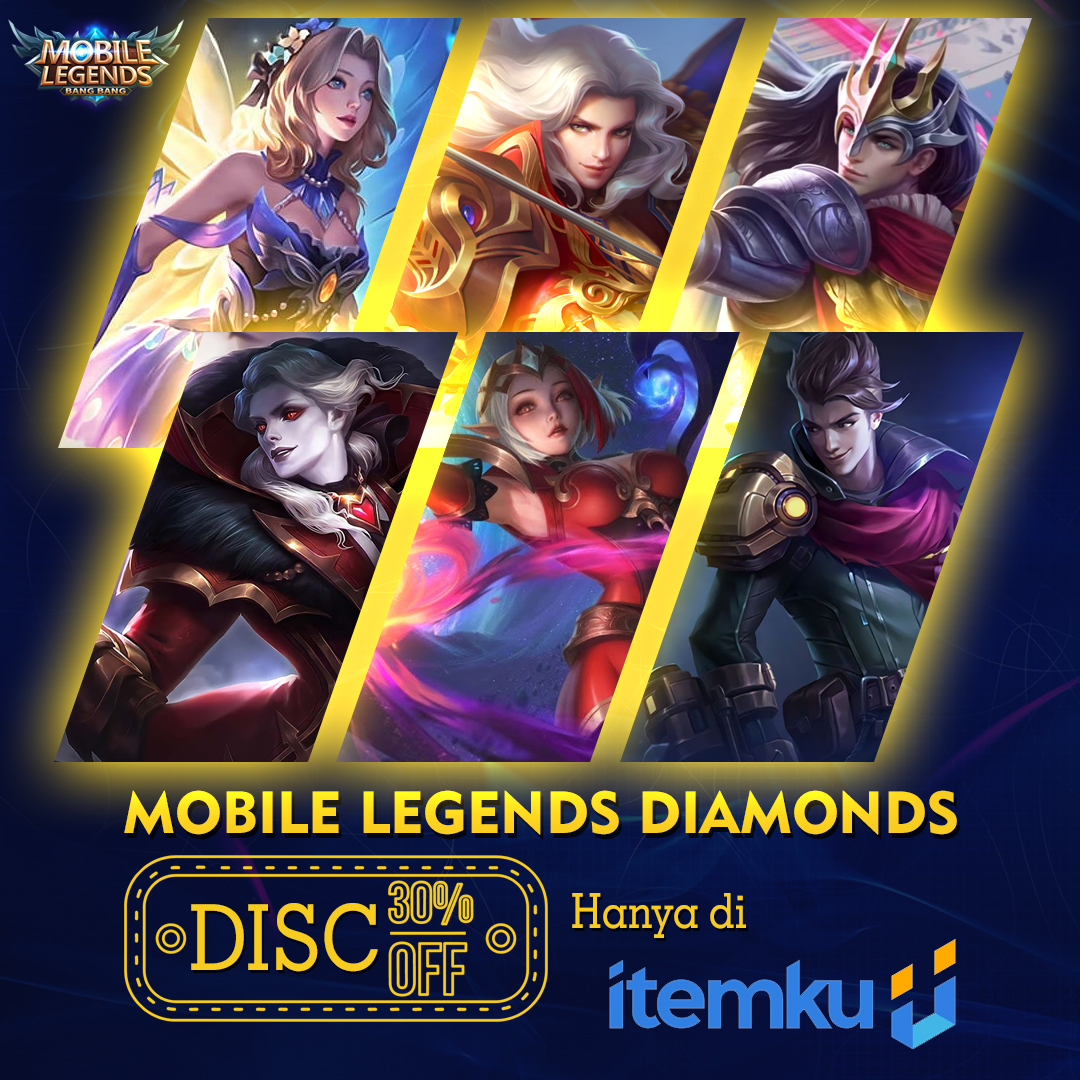 MOBILE
LEGENDS
BANG BANG
MOBILE LEGENDS DIAMONDS
DISC 30% OFF
Hanya di
itemku